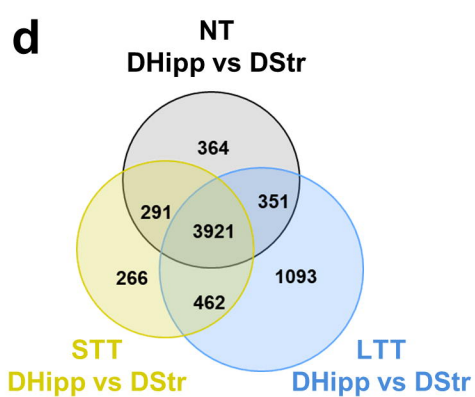 d
NT
DHipp vs DStr
364
291
351
3921
266
1093
462
STT
DHipp vs DStr
LTT
DHipp vs DStr